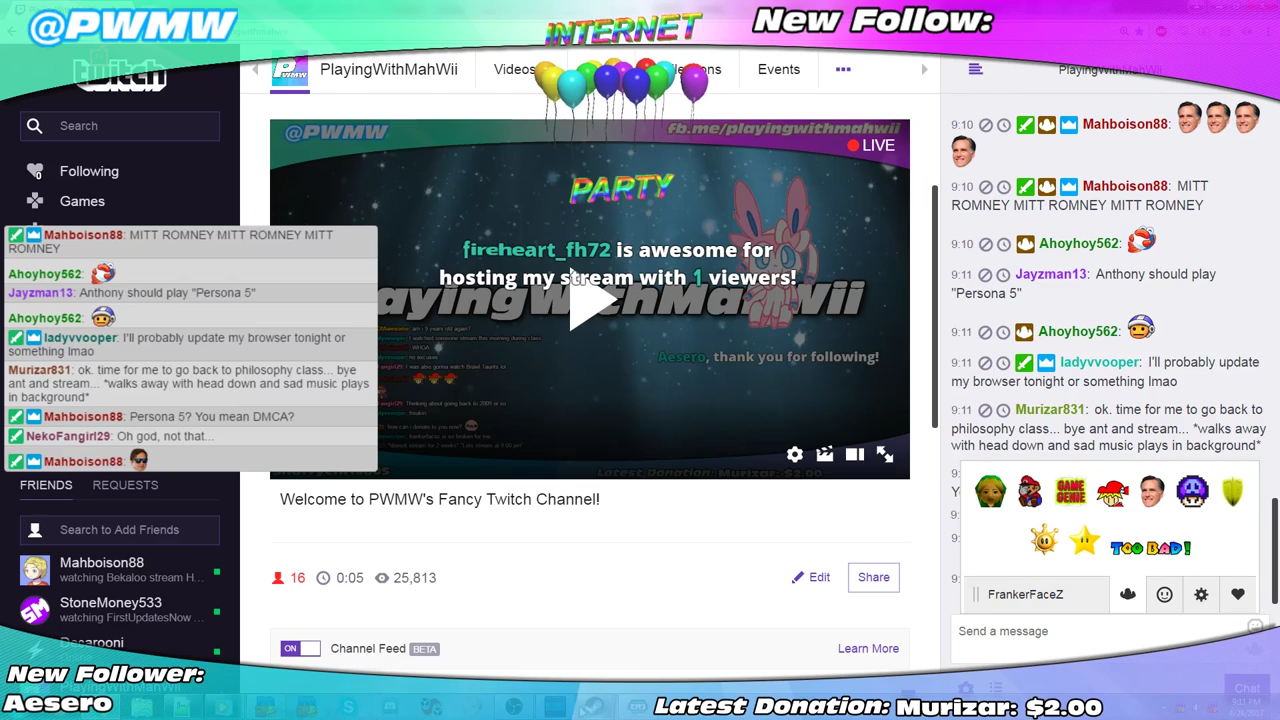 @PWMW
INTERNET
New Follow:
twitch
PWMW
PlayingWithMahWii
Videos
Events
PlayingWithMahWii
Search
Following
Games
@PWMW
fb.me/playingwithmahwii
LIVE
PARTY
fireheart_fh72 is awesome for
hosting my stream with 1 viewers!
Aesero, thank you for following!
Latest Donation: Murizar: $2.00
Mahboison88: MITT ROMNEY MITT ROMNEY MITT
ROMNEY
Ahoyhoy562:
Jayzman13: Anthony should play "Persona 5"
Ahoyhoy562:
ladyvvooper: I'll probably update my browser tonight or
something lmao
Murizar831: ok. time for me to go back to philosophy class... bye
ant and stream... *walks away with head down and sad music plays
in background*
Mahboison88: Persona 5? You mean DMCA?
NekoFangirl29: Oh god, not that...
Mahboison88:
FRIENDS
REQUESTS
Search to Add Friends
Mahboison88
watching Bekaloo stream H...
StoneMoney533
watching FirstUpdatesNow ...
Dacarooni
Welcome to PWMW's Fancy Twitch Channel!
16
0:05
25,813
Edit
Share
ON
Channel Feed BETA
Learn More
9:10 Mahboison88:
9:10 Mahboison88: MITT
ROMNEY MITT ROMNEY MITT ROMNEY
9:10 Ahoyhoy562:
9:11 Jayzman13: Anthony should play
"Persona 5"
9:11 Ahoyhoy562:
9:11 ladyvvooper: I'll probably update
my browser tonight or something lmao
9:11 Murizar831: ok. time for me to go back to
philosophy class... bye ant and stream... *walks
away with head down and sad music plays in background*
GAME GENIE
TOO BAD!
FrankerFaceZ
Send a message
Chat
9:11 PM
New Follower:
Aesero
Latest Donation: Murizar: $2.00